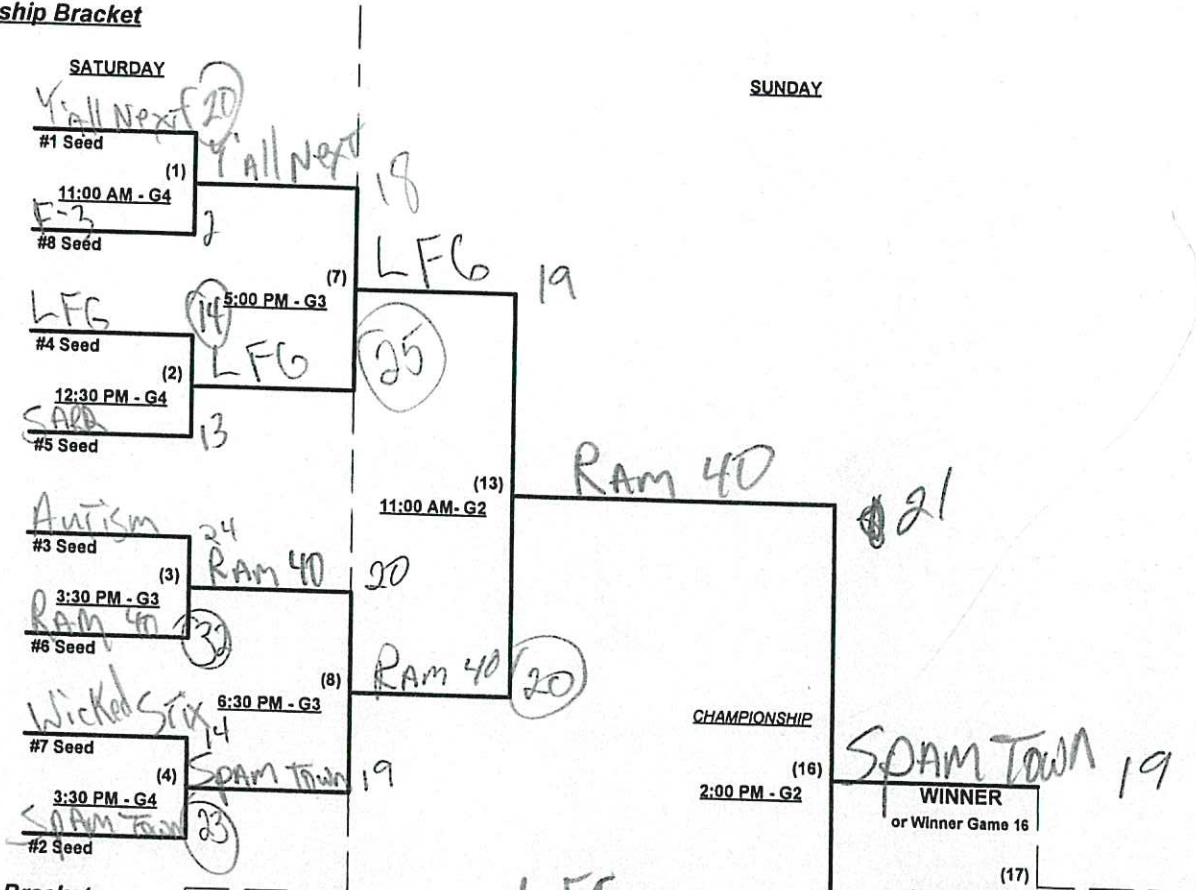 ship Bracket
SATURDAY
SUNDAY
Y'all Next 20
#1 Seed
Y'all Next
(1)
18
11:00 AM - G4
F-3
2
#8 Seed
LFG
(7)
19
LFG
14
5:00 PM - G3
#4 Seed
25
(2)
LFG
12:30 PM - G4
SARR
13
#5 Seed
RAM 40
(13)
21
11:00 AM- G2
Autism
24
#3 Seed
RAM 40
20
(3)
3:30 PM - G3
RAM 40
32
#6 Seed
RAM 40
20
(8)
6:30 PM - G3
Wicked Stix
14
#7 Seed
CHAMPIONSHIP
SPAM Town
19
(4)
SPAM Town
19
(16)
3:30 PM - G4
2:00 PM - G2
WINNER
SPAM Town
23
or Winner Game 16
#2 Seed
(17)
Bracket
LFG